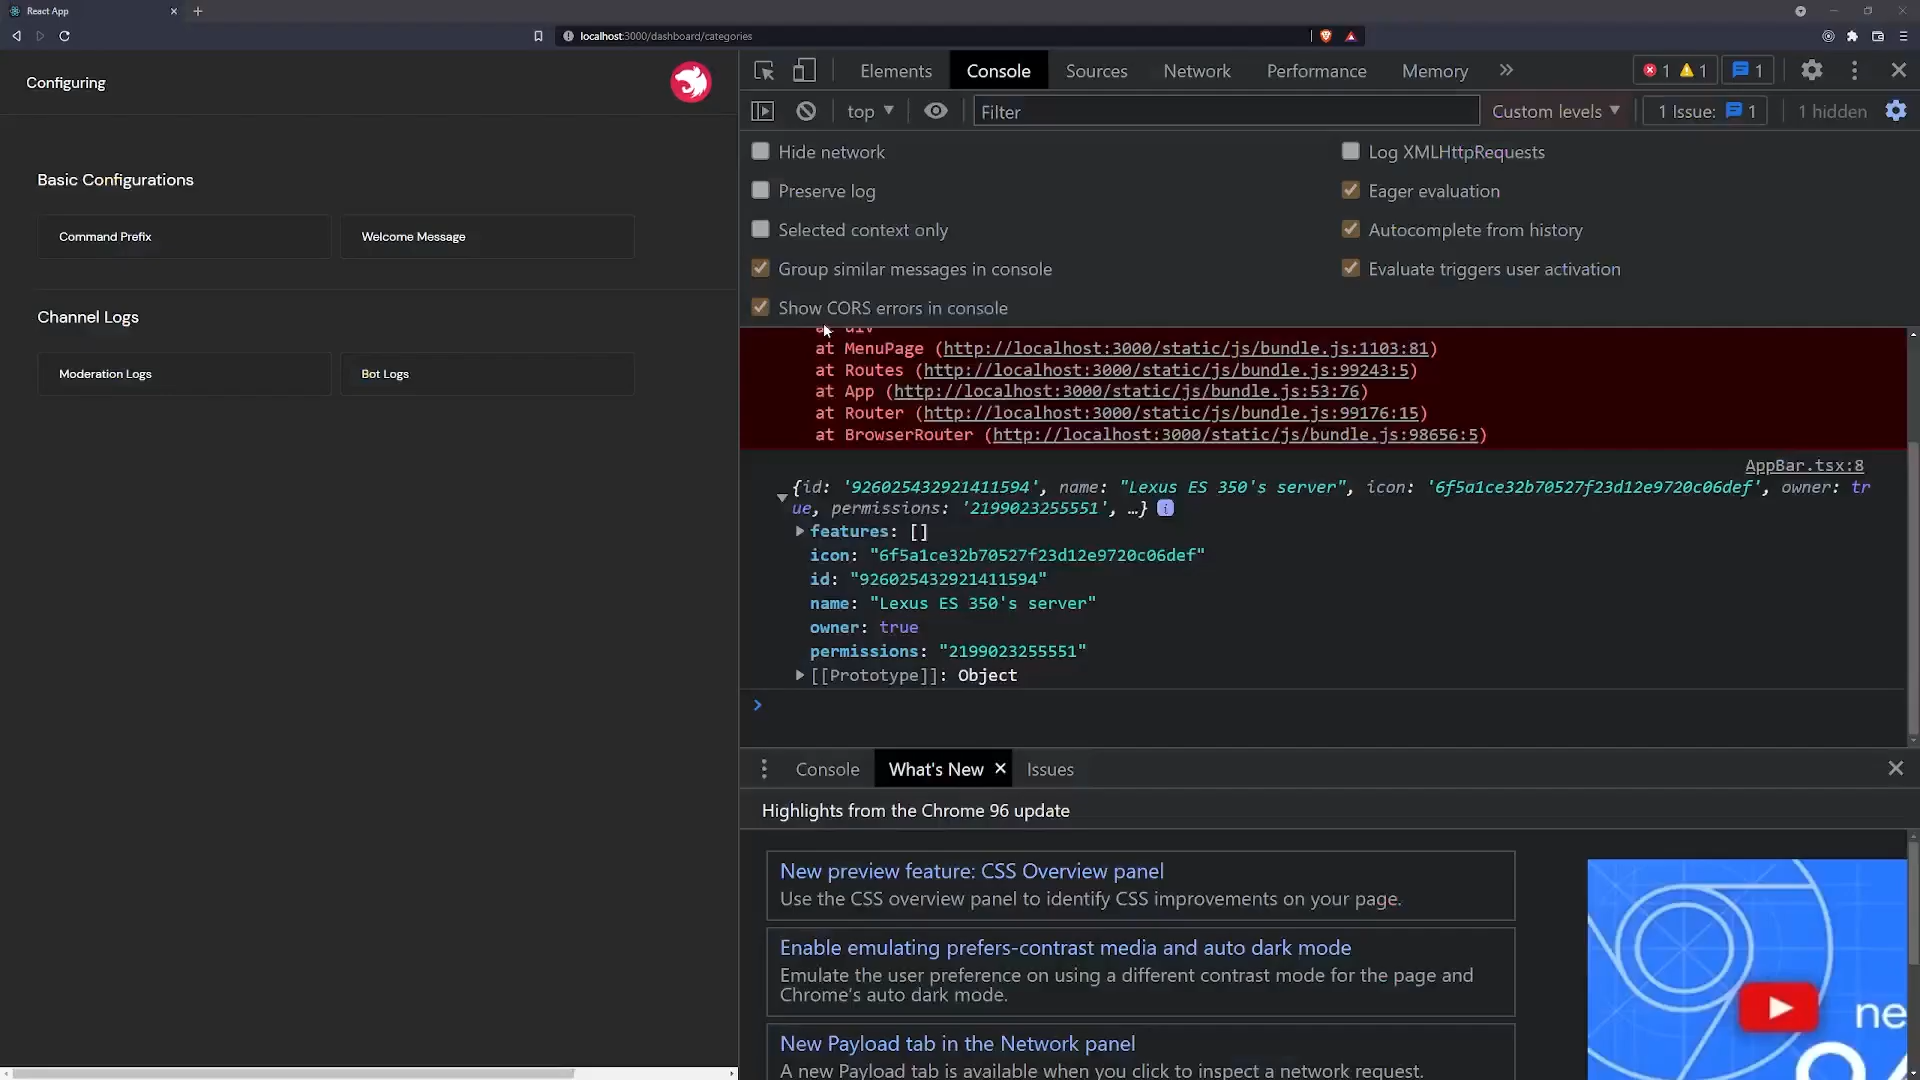 React App
localhost:3000/dashboard/categories
Configuring
Basic Configurations
Command Prefix
Welcome Message
Channel Logs
Moderation Logs
Bot Logs
Elements
Console
Sources
Network
Performance
Memory
1
1
1
top
Filter
Custom levels
1 Issue:
1
1 hidden
Hide network
Preserve log
Selected context only
Group similar messages in console
Show CORS errors in console
Log XMLHttpRequests
Eager evaluation
Autocomplete from history
Evaluate triggers user activation
at div
at MenuPage (http://localhost:3000/static/js/bundle.js:1103:81)
at Routes (http://localhost:3000/static/js/bundle.js:99243:5)
at App (http://localhost:3000/static/js/bundle.js:53:76)
at Router (http://localhost:3000/static/js/bundle.js:99176:15)
at BrowserRouter (http://localhost:3000/static/js/bundle.js:98656:5)
AppBar.tsx:8
{id: '926025432921411594', name: "Lexus ES 350's server", icon: '6f5a1ce32b70527f23d12e9720c06def', owner: tr
ue, permissions: '2199023255551', …}
features: []
icon: "6f5a1ce32b70527f23d12e9720c06def"
id: "926025432921411594"
name: "Lexus ES 350's server"
owner: true
permissions: "2199023255551"
[[Prototype]]: Object
Console
What's New
Issues
Highlights from the Chrome 96 update
New preview feature: CSS Overview panel
Use the CSS overview panel to identify CSS improvements on your page.
Enable emulating prefers-contrast media and auto dark mode
Emulate the user preference on using a different contrast mode for the page and
Chrome's auto dark mode.
New Payload tab in the Network panel
A new Payload tab is available when you click to inspect a network request.
ne